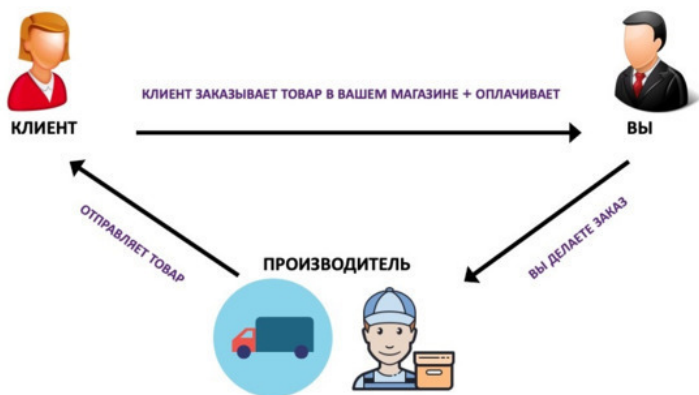 КЛИЕНТ ЗАКАЗЫВАЕТ ТОВАР В ВАШЕМ МАГАЗИНЕ + ОПЛАЧИВАЕТ
КЛИЕНТ
ВЫ
ОТПРАВЛЯЕТ ТОВАР
ВЫ ДЕЛАЕТЕ ЗАКАЗ
ПРОИЗВОДИТЕЛЬ